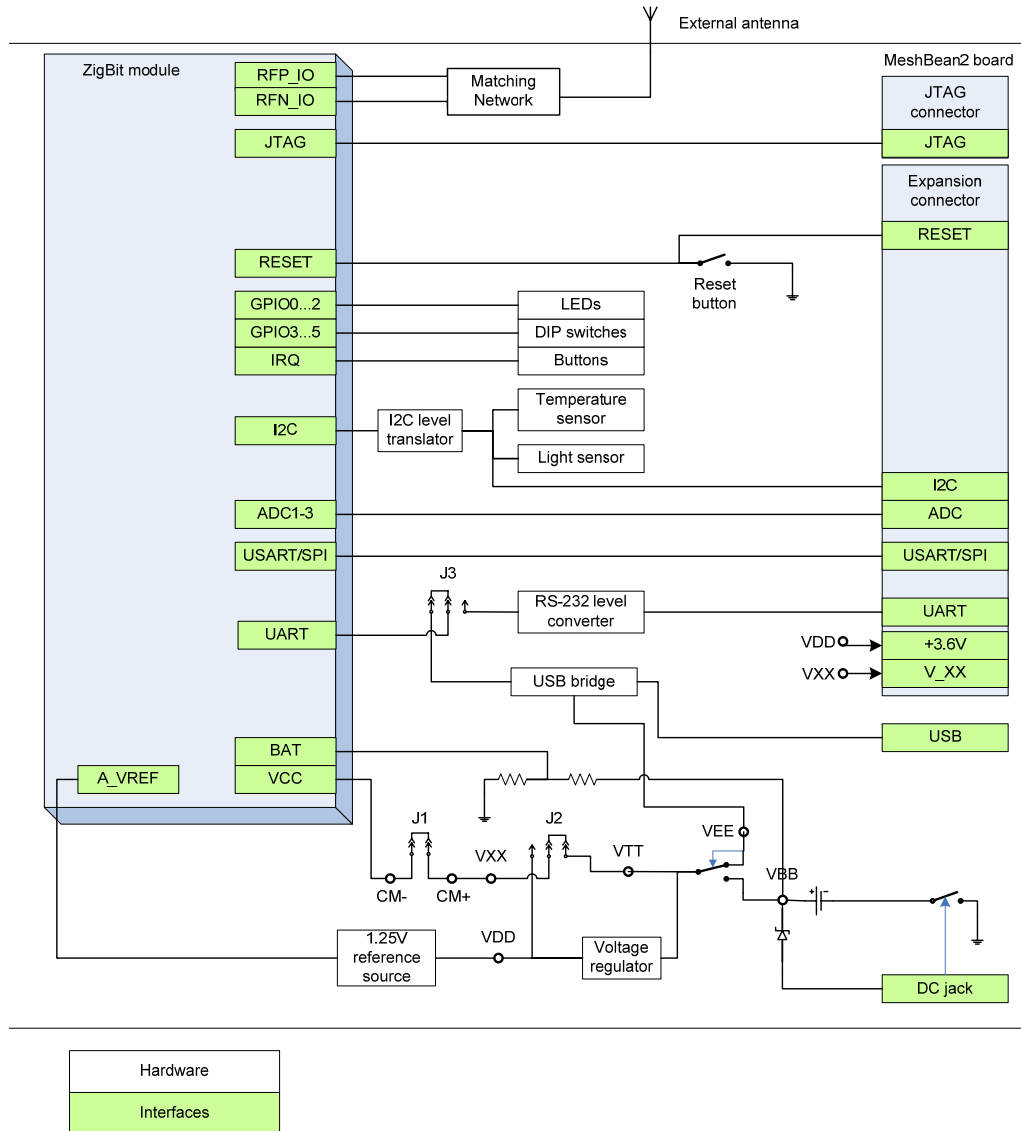 External antenna
ZigBit module
MeshBean2 board
RFP_IO
RFN_IO
Matching
Network
JTAG
connector
JTAG
JTAG
Expansion
connector
RESET
RESET
Reset
button
GPIO0...2
LEDs
GPIO3...5
DIP switches
IRQ
Buttons
Temperature
sensor
I2C
I2C level
translator
Light sensor
I2C
ADC1-3
ADC
USART/SPI
USART/SPI
J3
RS-232 level
converter
UART
UART
VDD
+3.6V
VXX
V_XX
USB bridge
USB
BAT
A_VREF
VCC
J1
J2
VEE
VXX
VTT
VBB
CM-
CM+
+
-
1.25V
reference
source
VDD
Voltage
regulator
DC jack
Hardware
Interfaces